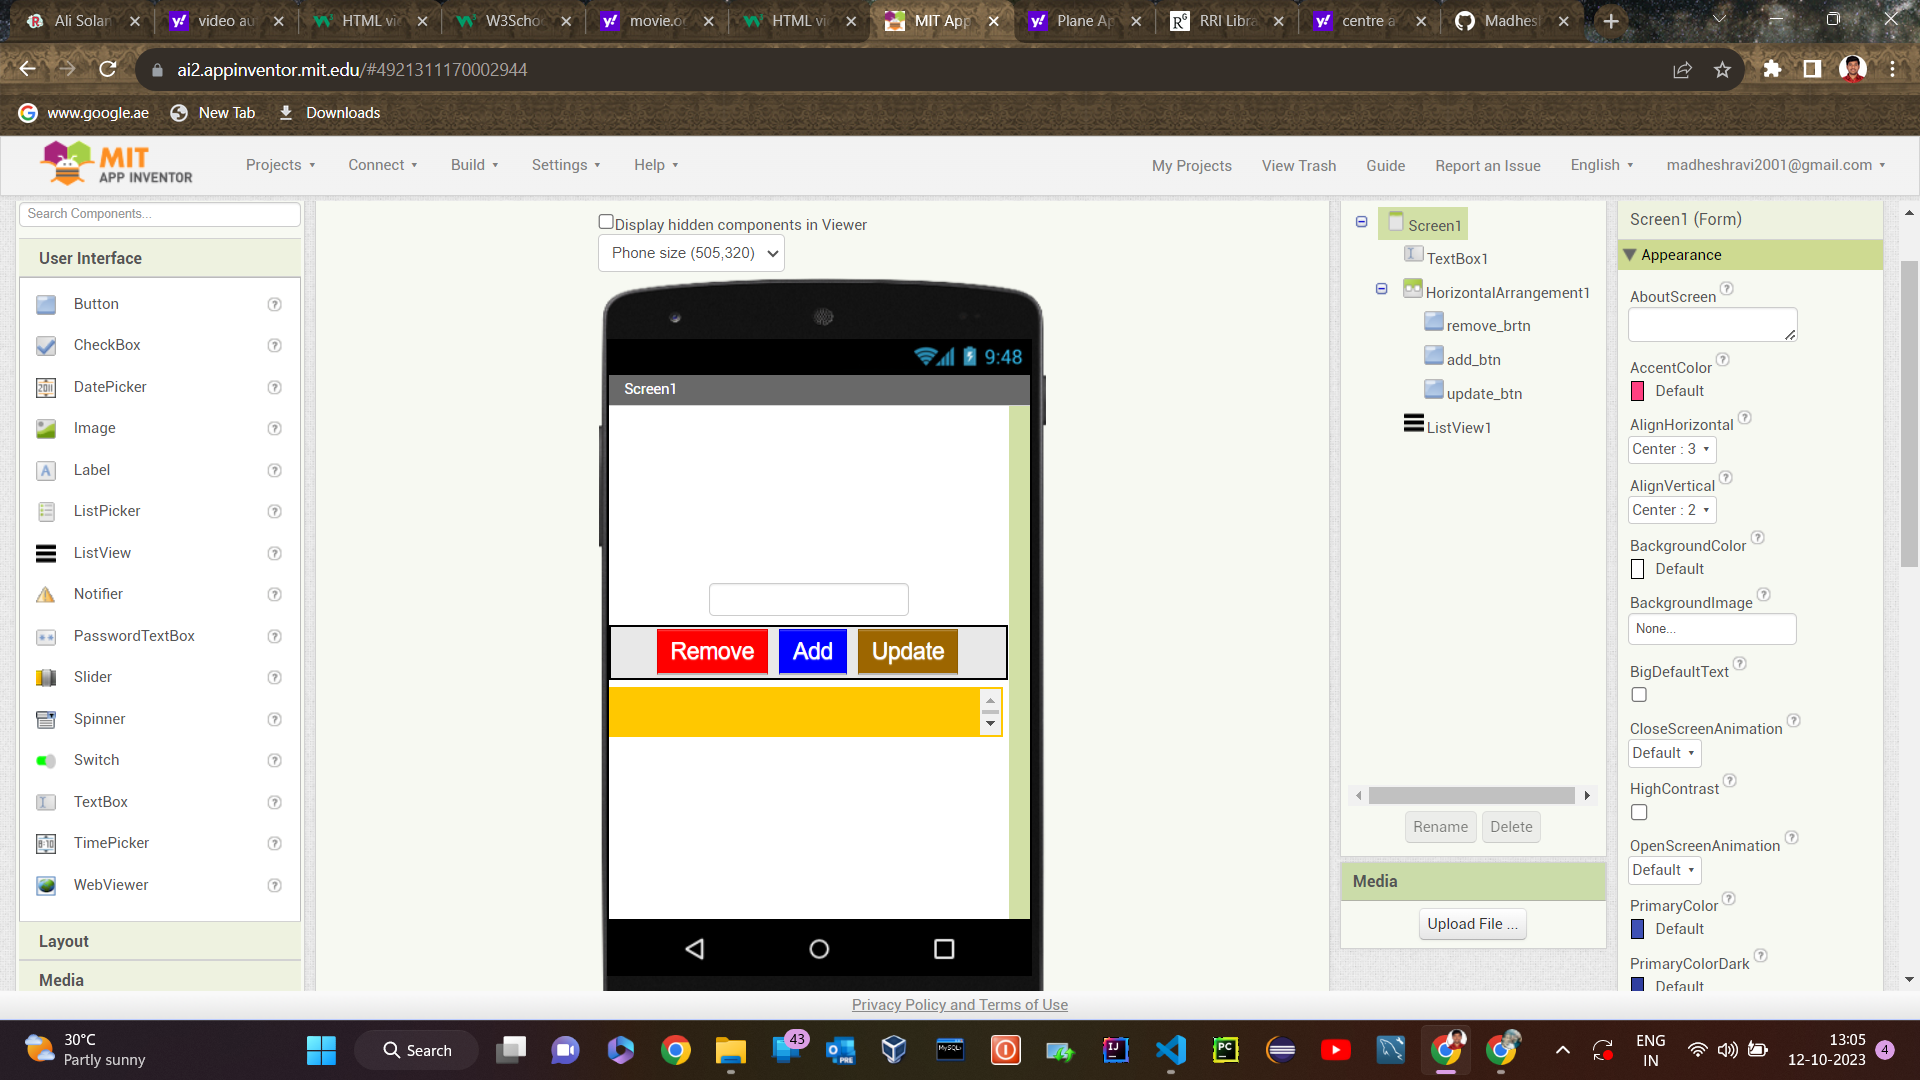 Ali Solan
video au
HTML vi
W3Scho
movie.o
HTML vi
MIT App
Plane Ap
RRI Libra
centre a
Madhesl
ai2.appinventor.mit.edu/#4921311170002944
www.google.ae
New Tab
Downloads
MIT
APP INVENTOR
Projects
Connect
Build
Settings
Help
My Projects
View Trash
Guide
Report an Issue
English
madheshravi2001@gmail.com
Search Components...
User Interface
Button
CheckBox
DatePicker
Image
Label
ListPicker
ListView
Notifier
PasswordTextBox
Slider
Spinner
Switch
TextBox
TimePicker
WebViewer
Layout
Media
Display hidden components in Viewer
Phone size (505,320)
9:48
Screen1
Remove
Add
Update
Screen1
TextBox1
HorizontalArrangement1
remove_brtn
add_btn
update_btn
ListView1
Rename
Delete
Media
Upload File ...
Screen1 (Form)
Appearance
AboutScreen
AccentColor
Default
AlignHorizontal
Center : 3
AlignVertical
Center : 2
BackgroundColor
Default
BackgroundImage
None...
BigDefaultText
CloseScreenAnimation
Default
HighContrast
OpenScreenAnimation
Default
PrimaryColor
Default
PrimaryColorDark
Default
Privacy Policy and Terms of Use
30°C
Partly sunny
Search
43
ENG
IN
13:05
12-10-2023
4